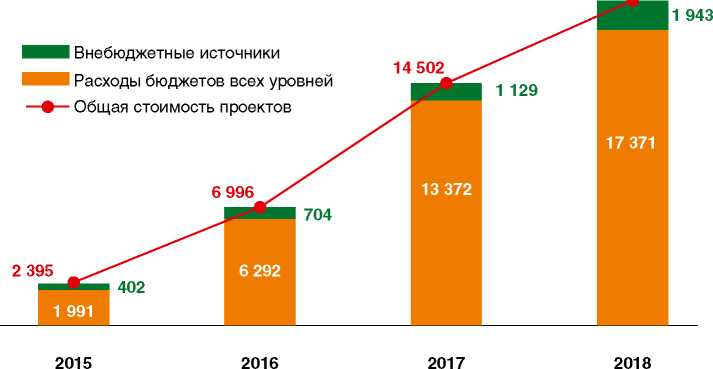 1 943
Внебюджетные источники
Расходы бюджетов всех уровней
Общая стоимость проектов
14 502
1 129
17 371
13 372
6 996
704
6 292
2 395
402
1 991
2015 2016 2017 2018